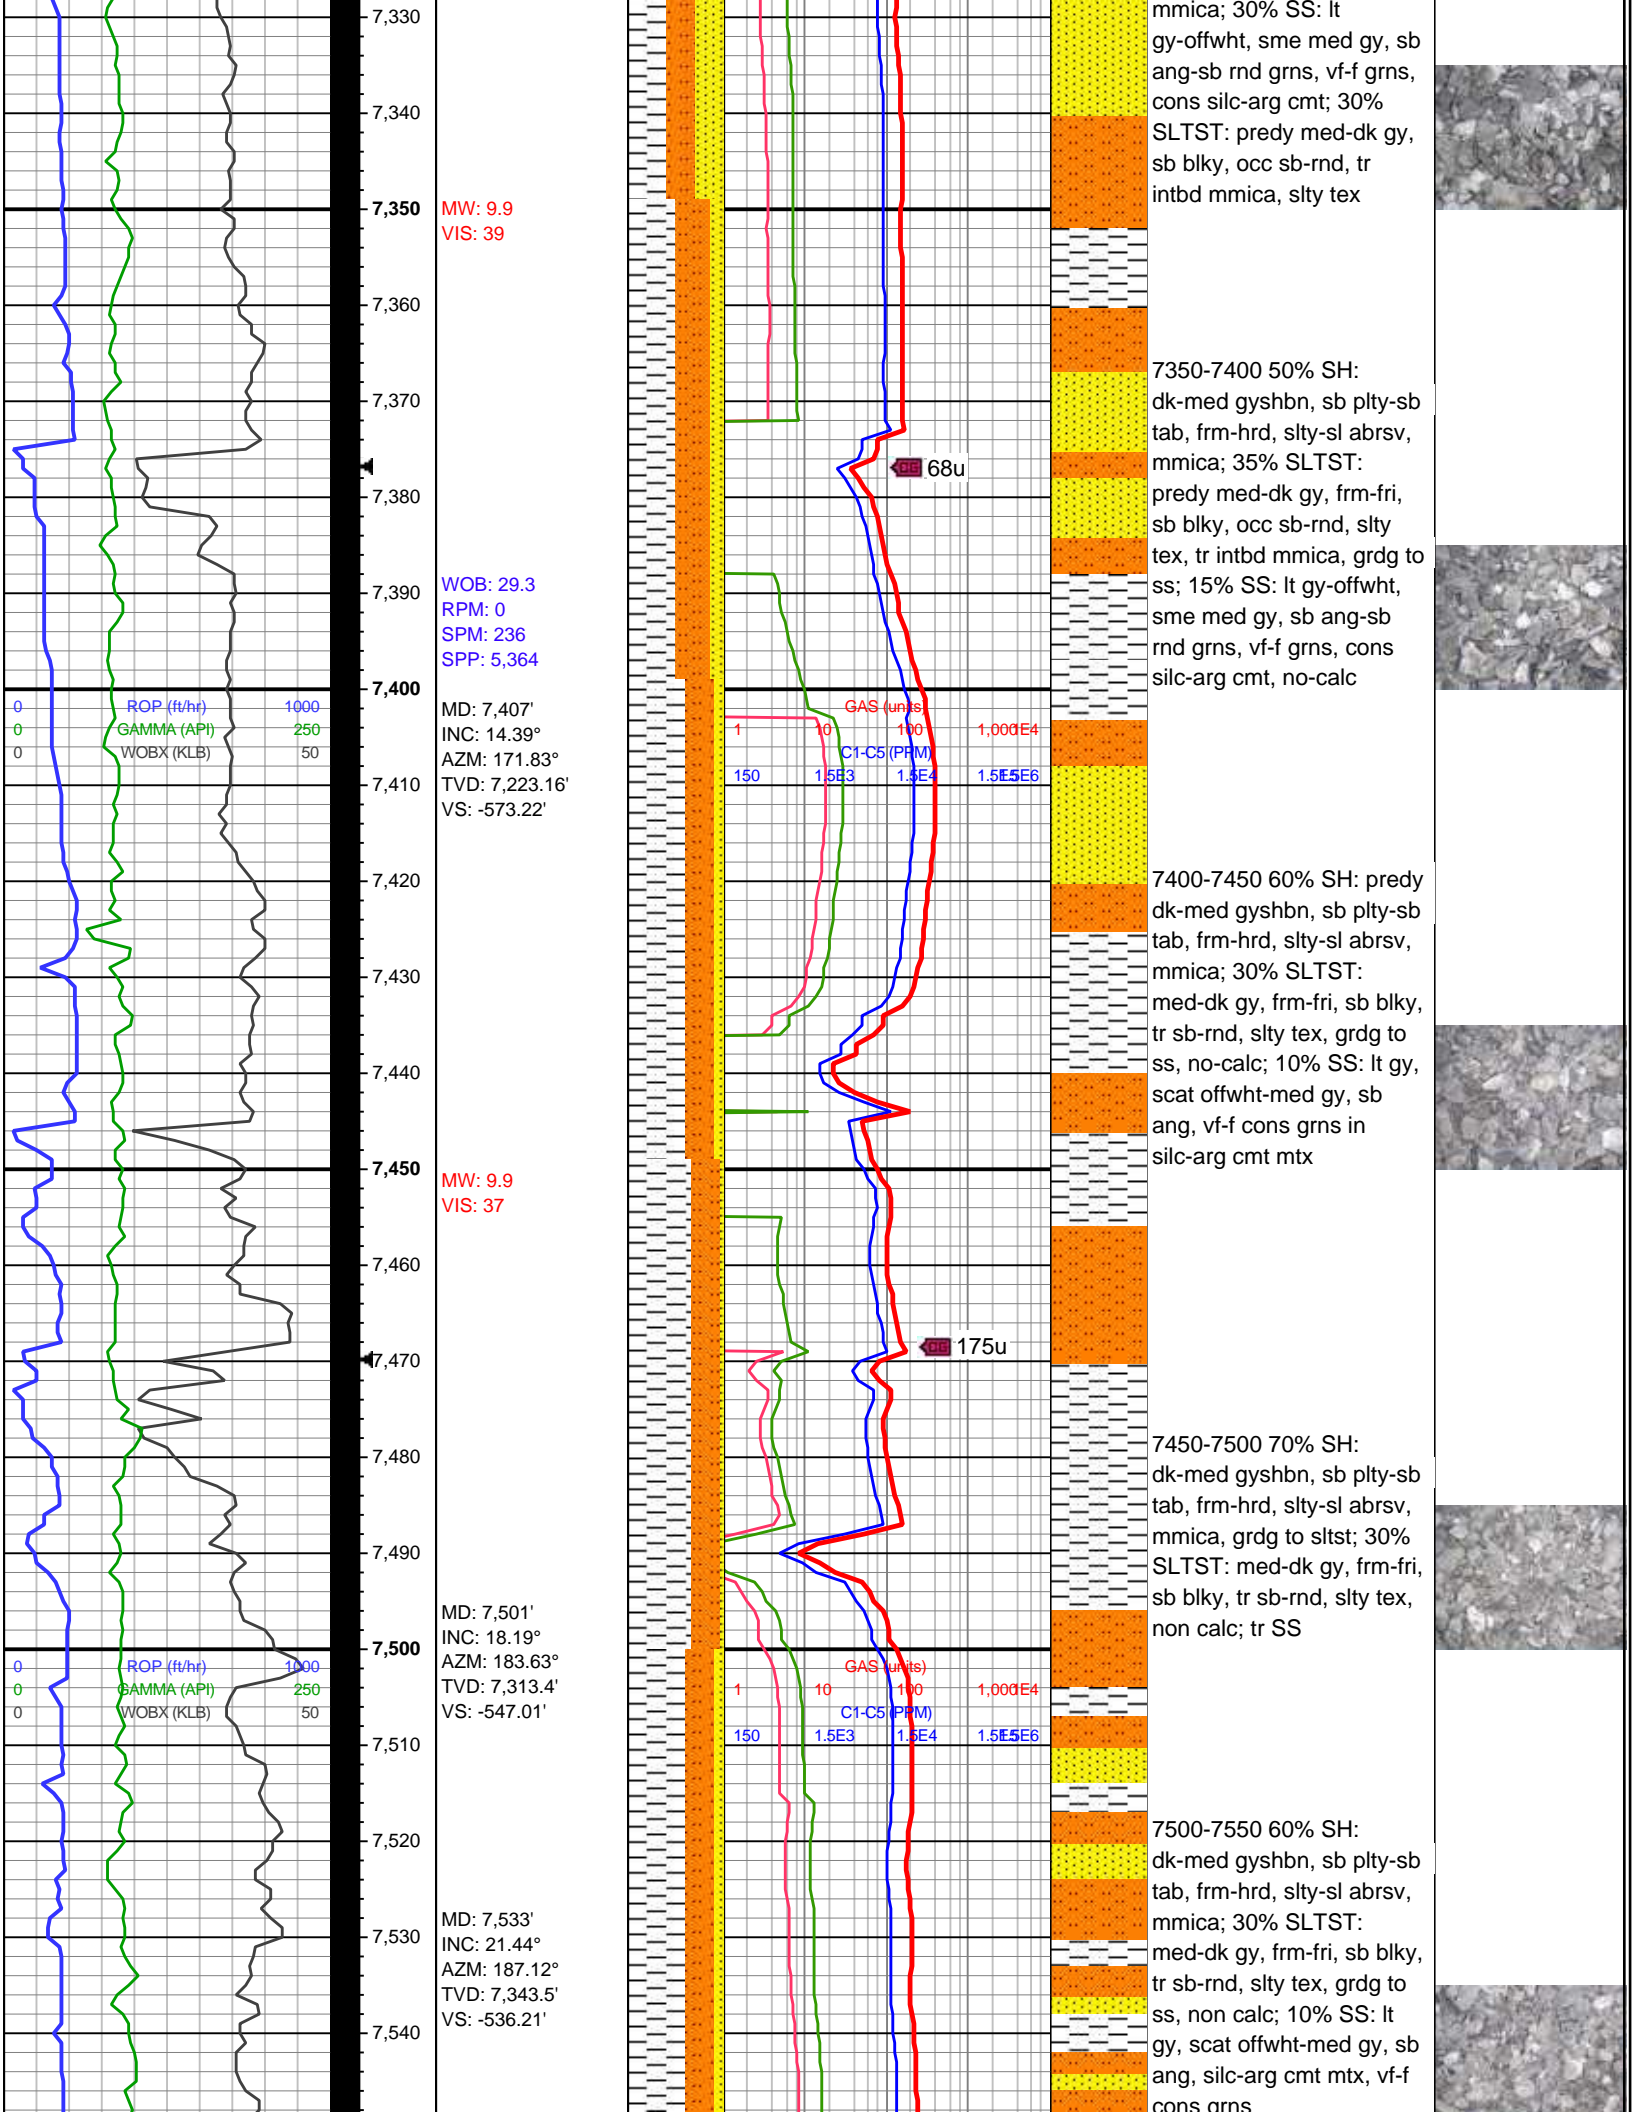 mmica; 30% SS: lt
gy-offwht, sme med gy, sb
ang-sb rnd grns, vf-f grns,
cons silc-arg cmt; 30%
SLTST: predy med-dk gy,
sb blky, occ sb-rnd, tr
intbd mmica, slty tex
7,330
7,340
7,350
MW: 9.9
VIS: 39
7,360
7,370
7350-7400 50% SH:
dk-med gyshbn, sb plty-sb
tab, frm-hrd, slty-sl abrsv,
mmica; 35% SLTST:
predy med-dk gy, frm-fri,
sb blky, occ sb-rnd, slty
tex, tr intbd mmica, grdg to
ss; 15% SS: lt gy-offwht,
sme med gy, sb ang-sb
rnd grns, vf-f grns, cons
silc-arg cmt, no-calc
CG 68u
7,380
7,390
WOB: 29.3
RPM: 0
SPM: 236
SPP: 5,364
7,400
0 ROP (ft/hr) 1000
0 GAMMA (API) 250
0 WOBX (KLB) 50
MD: 7,407'
INC: 14.39°
AZM: 171.83°
TVD: 7,223.16'
VS: -573.22'
GAS (units)
1 10 100 1,000 1E4
C1-C5 (PPM)
150 1.5E3 1.5E4 1.5E5 1.5E6
7,410
7,420
7400-7450 60% SH: predy
dk-med gyshbn, sb plty-sb
tab, frm-hrd, slty-sl abrsv,
mmica; 30% SLTST:
med-dk gy, frm-fri, sb blky,
tr sb-rnd, slty tex, grdg to
ss, no-calc; 10% SS: lt gy,
scat offwht-med gy, sb
ang, vf-f cons grns in
silc-arg cmt mtx
7,430
7,440
7,450
MW: 9.9
VIS: 37
7,460
7,470
CG 175u
7,480
7450-7500 70% SH:
dk-med gyshbn, sb plty-sb
tab, frm-hrd, slty-sl abrsv,
mmica, grdg to sltst; 30%
SLTST: med-dk gy, frm-fri,
sb blky, tr sb-rnd, slty tex,
non calc; tr SS
7,490
7,500
MD: 7,501'
INC: 18.19°
AZM: 183.63°
TVD: 7,313.4'
VS: -547.01'
0 ROP (ft/hr) 1000
0 GAMMA (API) 250
0 WOBX (KLB) 50
GAS (units)
1 10 100 1,000 1E4
C1-C5 (PPM)
150 1.5E3 1.5E4 1.5E5 1.5E6
7,510
7,520
7500-7550 60% SH:
dk-med gyshbn, sb plty-sb
tab, frm-hrd, slty-sl abrsv,
mmica; 30% SLTST:
med-dk gy, frm-fri, sb blky,
tr sb-rnd, slty tex, grdg to
ss, non calc; 10% SS: lt
gy, scat offwht-med gy, sb
ang, silc-arg cmt mtx, vf-f
cons grns
7,530
MD: 7,533'
INC: 21.44°
AZM: 187.12°
TVD: 7,343.5'
VS: -536.21'
7,540